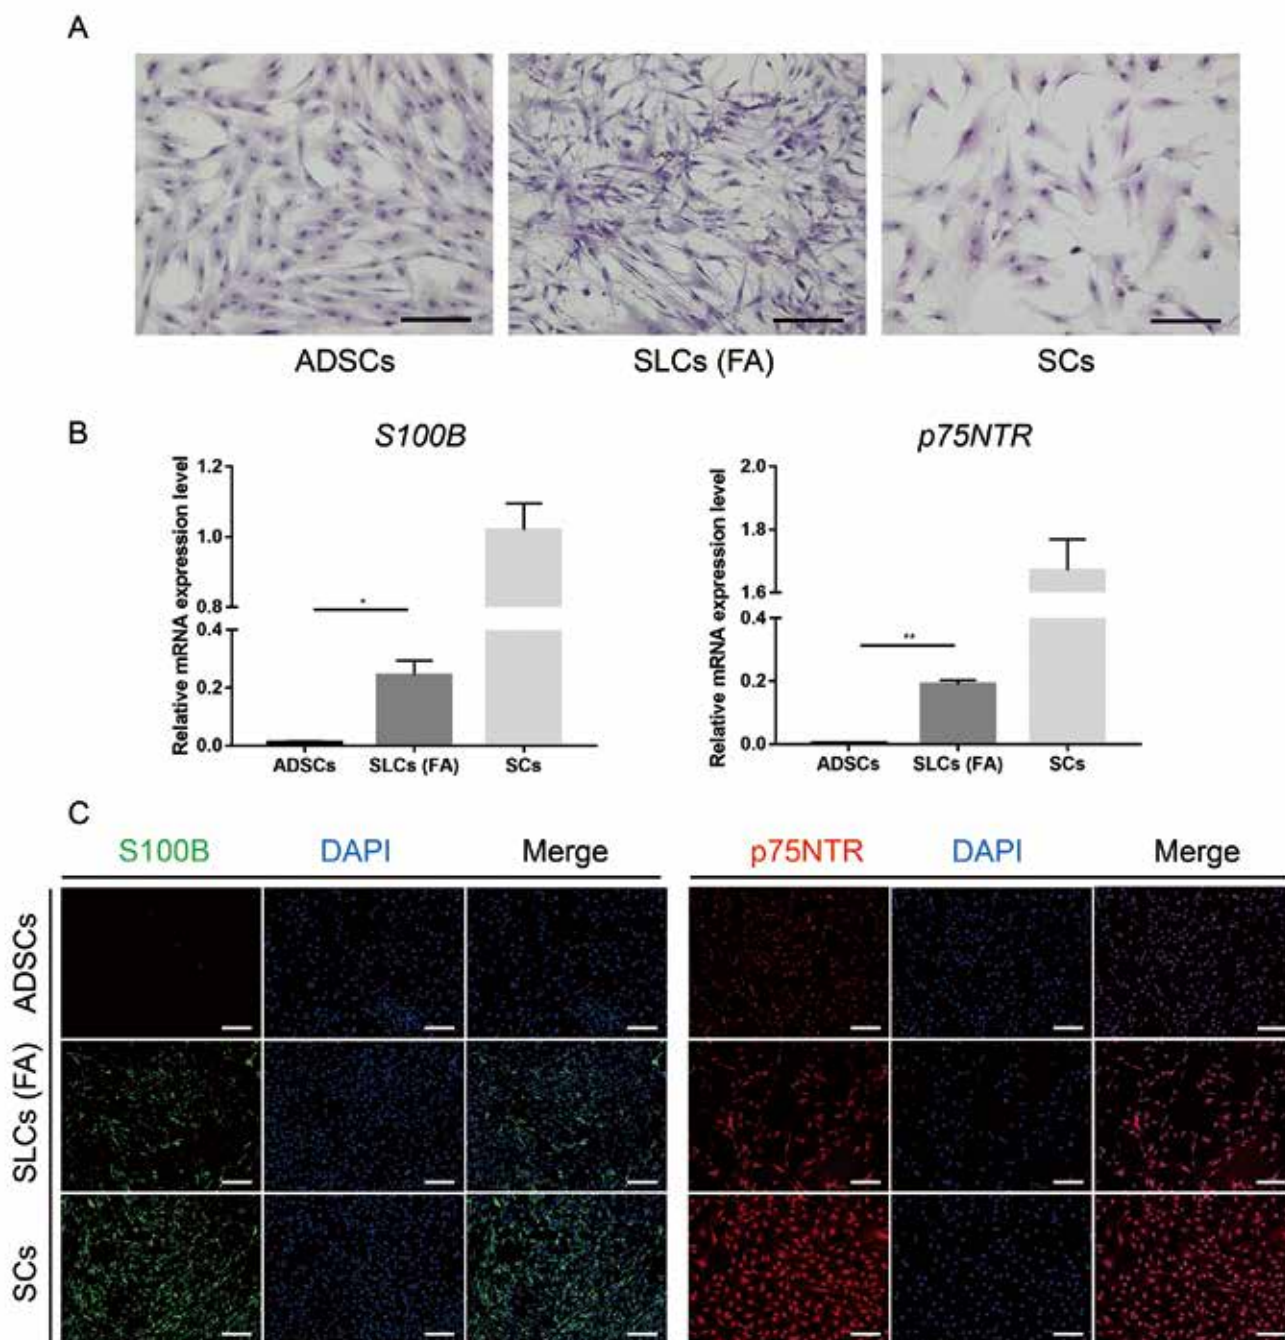 A
ADSCs
SLCs (FA)
SCs
B
S100B
p75NTR
Relative mRNA expression level
1.2
1.0
0.8
0.4
0.2
0.0
*
ADSCs
SLCs (FA)
SCs
Relative mRNA expression level
2.0
1.8
1.6
0.4
0.2
0.0
**
ADSCs
SLCs (FA)
SCs
C
S100B
DAPI
Merge
p75NTR
DAPI
Merge
ADSCs
SLCs (FA)
SCs